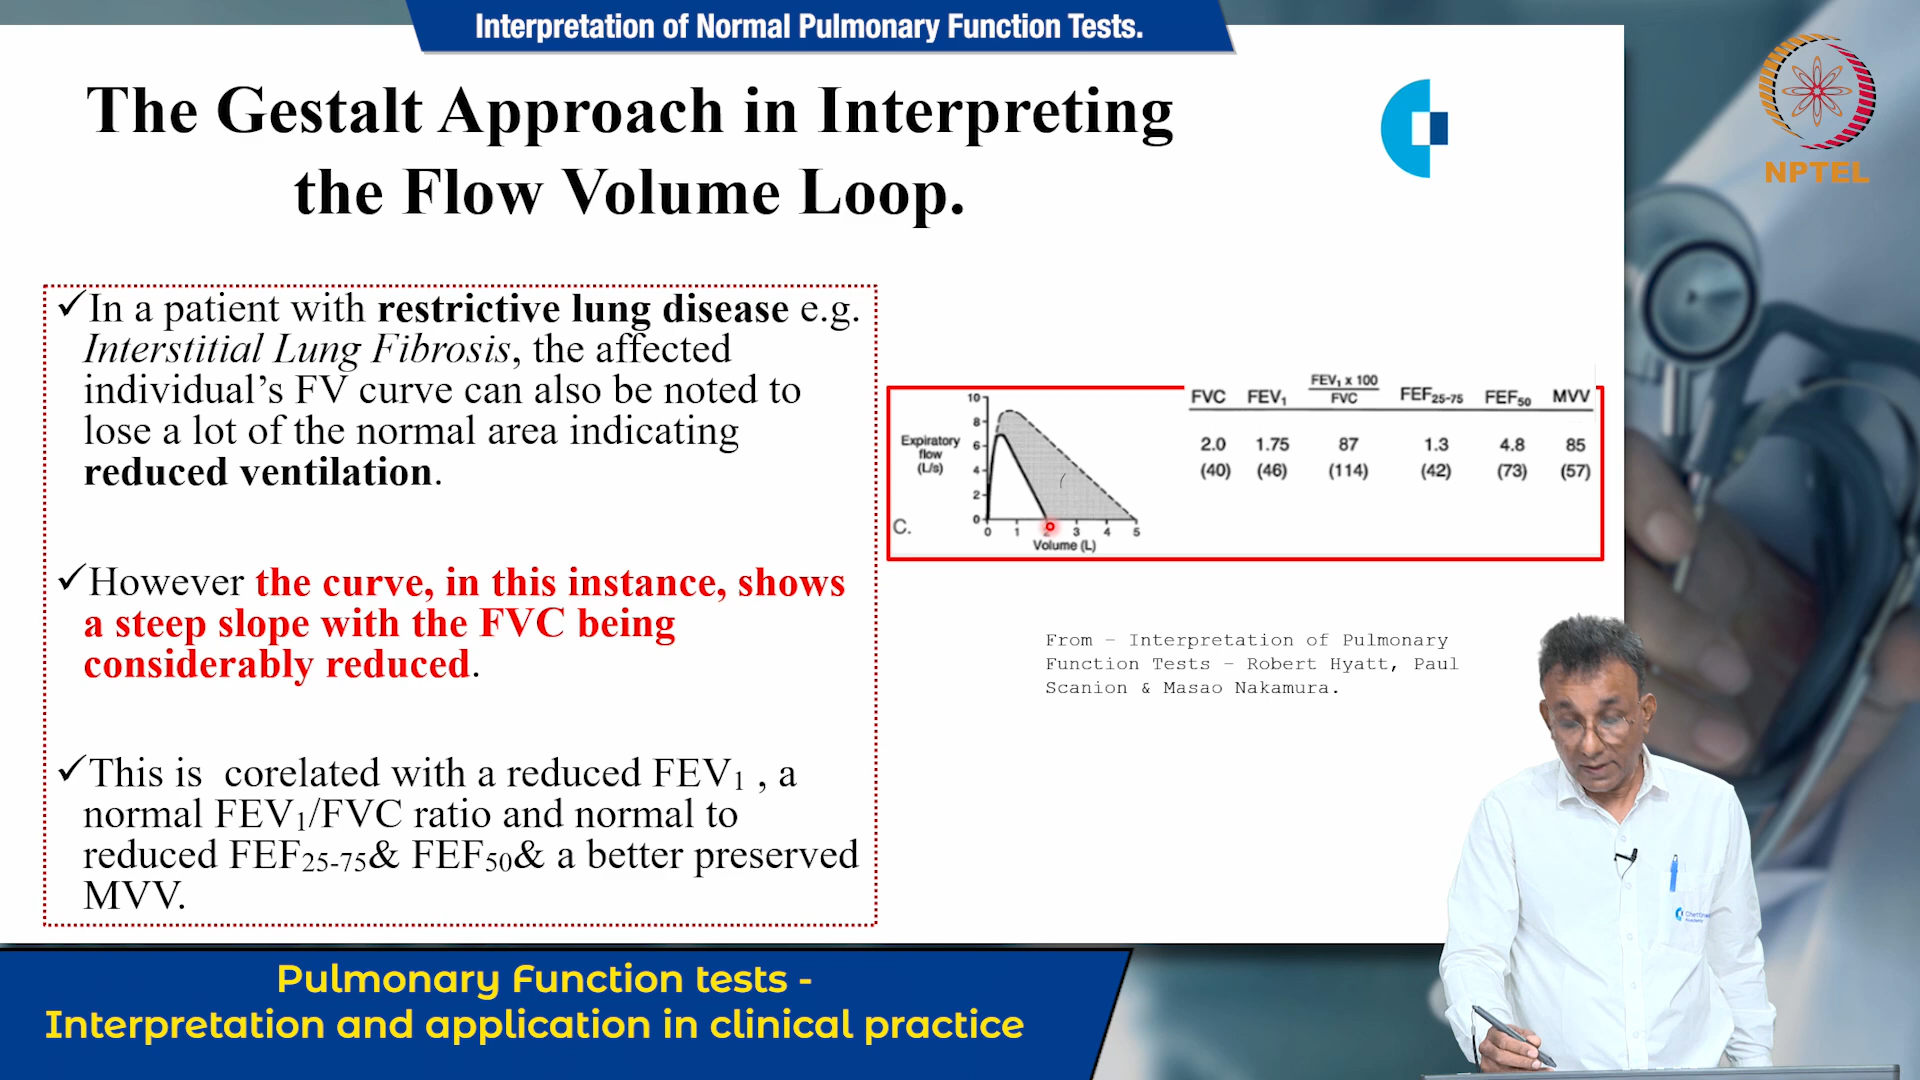 Interpretation of Normal Pulmonary Function Tests.
The Gestalt Approach in Interpreting
the Flow Volume Loop.
NPTEL
✓In a patient with restrictive lung disease e.g.
Interstitial Lung Fibrosis, the affected
individual’s FV curve can also be noted to
lose a lot of the normal area indicating
reduced ventilation.
✓However the curve, in this instance, shows
a steep slope with the FVC being
considerably reduced.
✓This is corelated with a reduced FEV1 , a
normal FEV1/FVC ratio and normal to
reduced FEF25-75& FEF50& a better preserved
MVV.
Expiratory
flow
(L/s)
10
8
6
4
2
0
C.
0 1 3 4 5
Volume (L)
FVC FEV1 FEV1 x 100 / FVC FEF25-75 FEF50 MVV
2.0 1.75 87 1.3 4.8 85
(40) (46) (114) (42) (73) (57)
From – Interpretation of Pulmonary
Function Tests – Robert Hyatt, Paul
Scanion & Masao Nakamura.
Pulmonary Function tests -
Interpretation and application in clinical practice